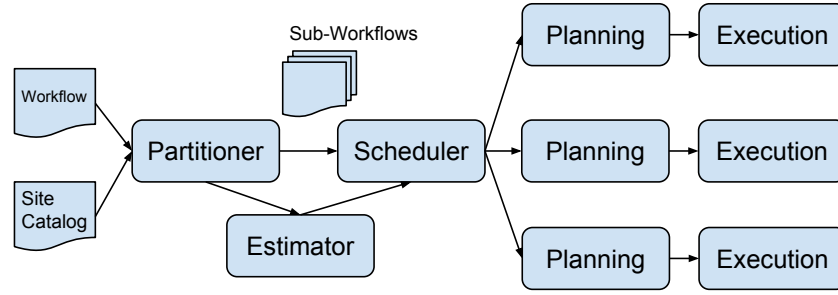 Sub-Workflows
Planning
Execution
Workflow
Partitioner
Scheduler
Planning
Execution
Site
Catalog
Estimator
Planning
Execution